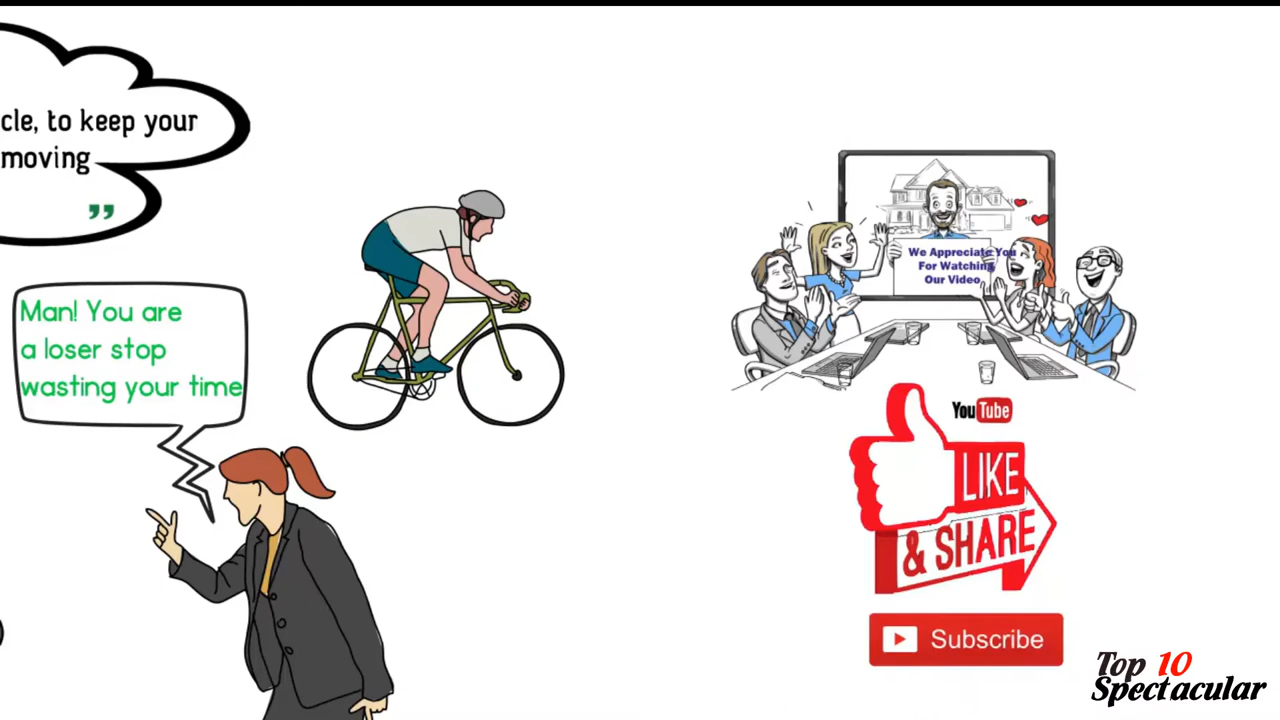 cle, to keep your
moving
”
Man! You are
a loser stop
wasting your time
We Appreciate You
For Watching
Our Video
YouTube
LIKE
& SHARE
Subscribe
Top 10
Spectacular